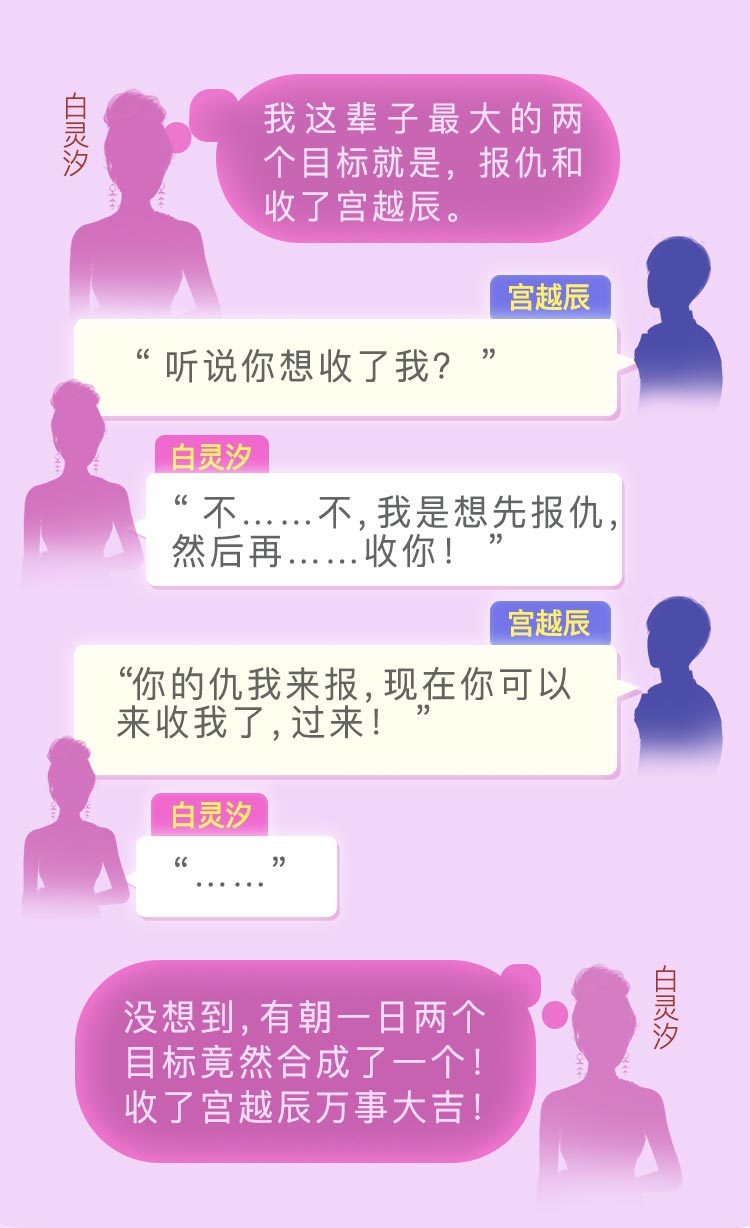 白灵汐
我这辈子最大的两
个目标就是，报仇和
收了宫越辰。
宫越辰
“听说你想收了我？”
白灵汐
“不……不，我是想先报仇，
然后再……收你！”
宫越辰
“你的仇我来报，现在你可以
来收我了，过来！”
白灵汐
“……”
白灵汐
没想到，有朝一日两个
目标竟然合成了一个！
收了宫越辰万事大吉！